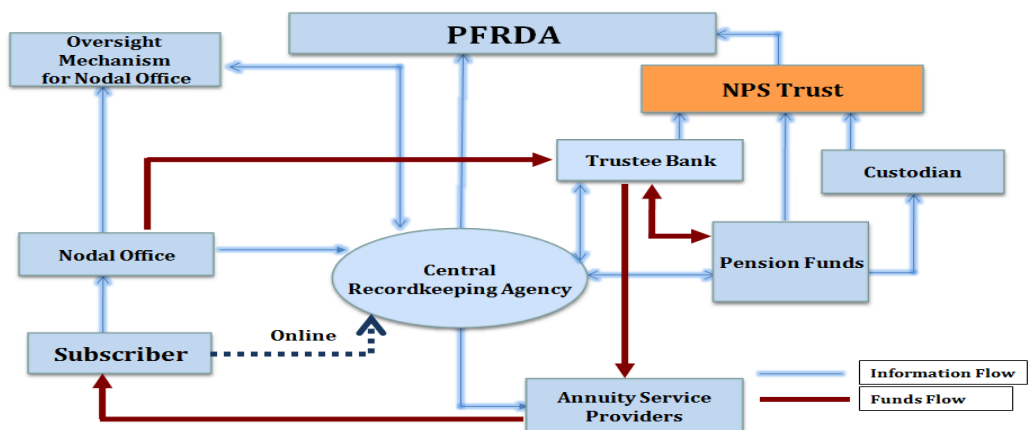 Oversight
Mechanism
for Nodal Office
PFRDA
NPS Trust
Trustee Bank
Custodian
Nodal Office
Central
Recordkeeping Agency
Pension Funds
Online
Subscriber
Annuity Service
Providers
Information Flow
Funds Flow